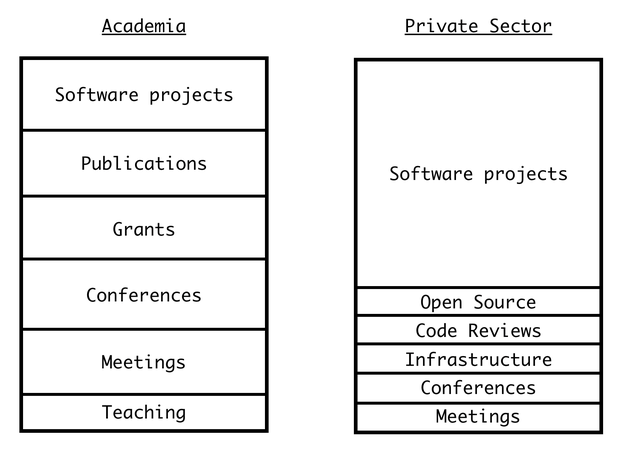 Academia
Software projects
Publications
Grants
Conferences
Meetings
Teaching
Private Sector
Software projects
Open Source
Code Reviews
Infrastructure
Conferences
Meetings